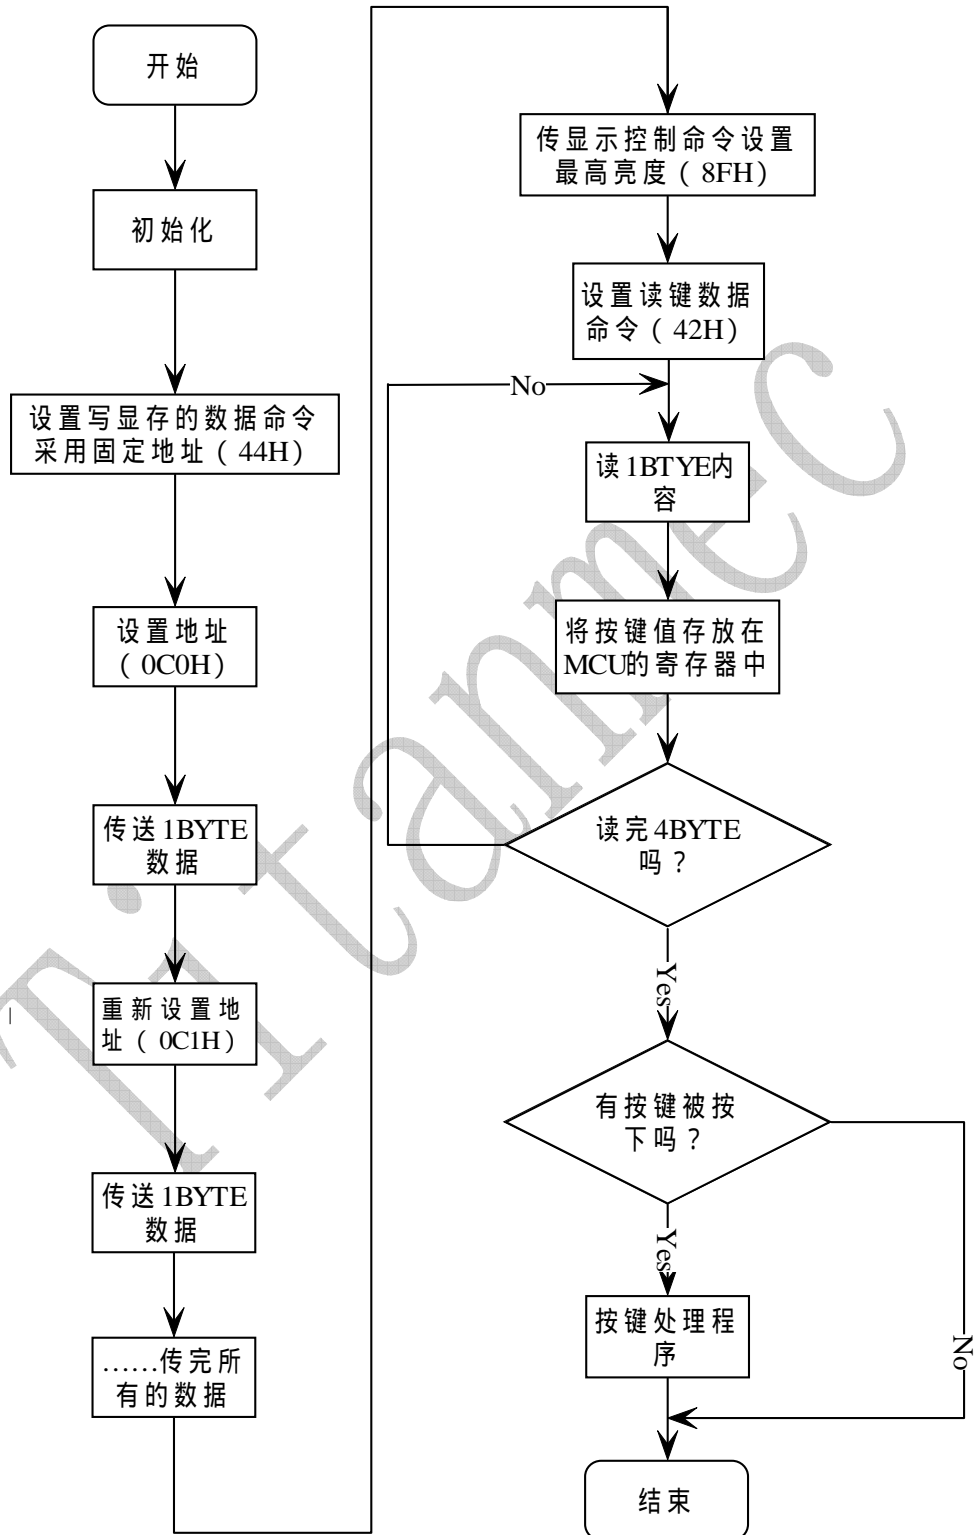 开始
初始化
设置写显存的数据命令
采用固定地址（44H）
设置地址
（0C0H）
传送1BYTE
数据
重新设置地
址（0C1H）
传送1BYTE
数据
……传完所
有的数据
传显示控制命令设置
最高亮度（8FH）
设置读键数据
命令（42H）
No
读1BTYE内
容
将按键值存放在
MCU的寄存器中
读完4BYTE
吗？
Yes
有按键被按
下吗？
Yes
No
按键处理程
序
结束
Titanmec